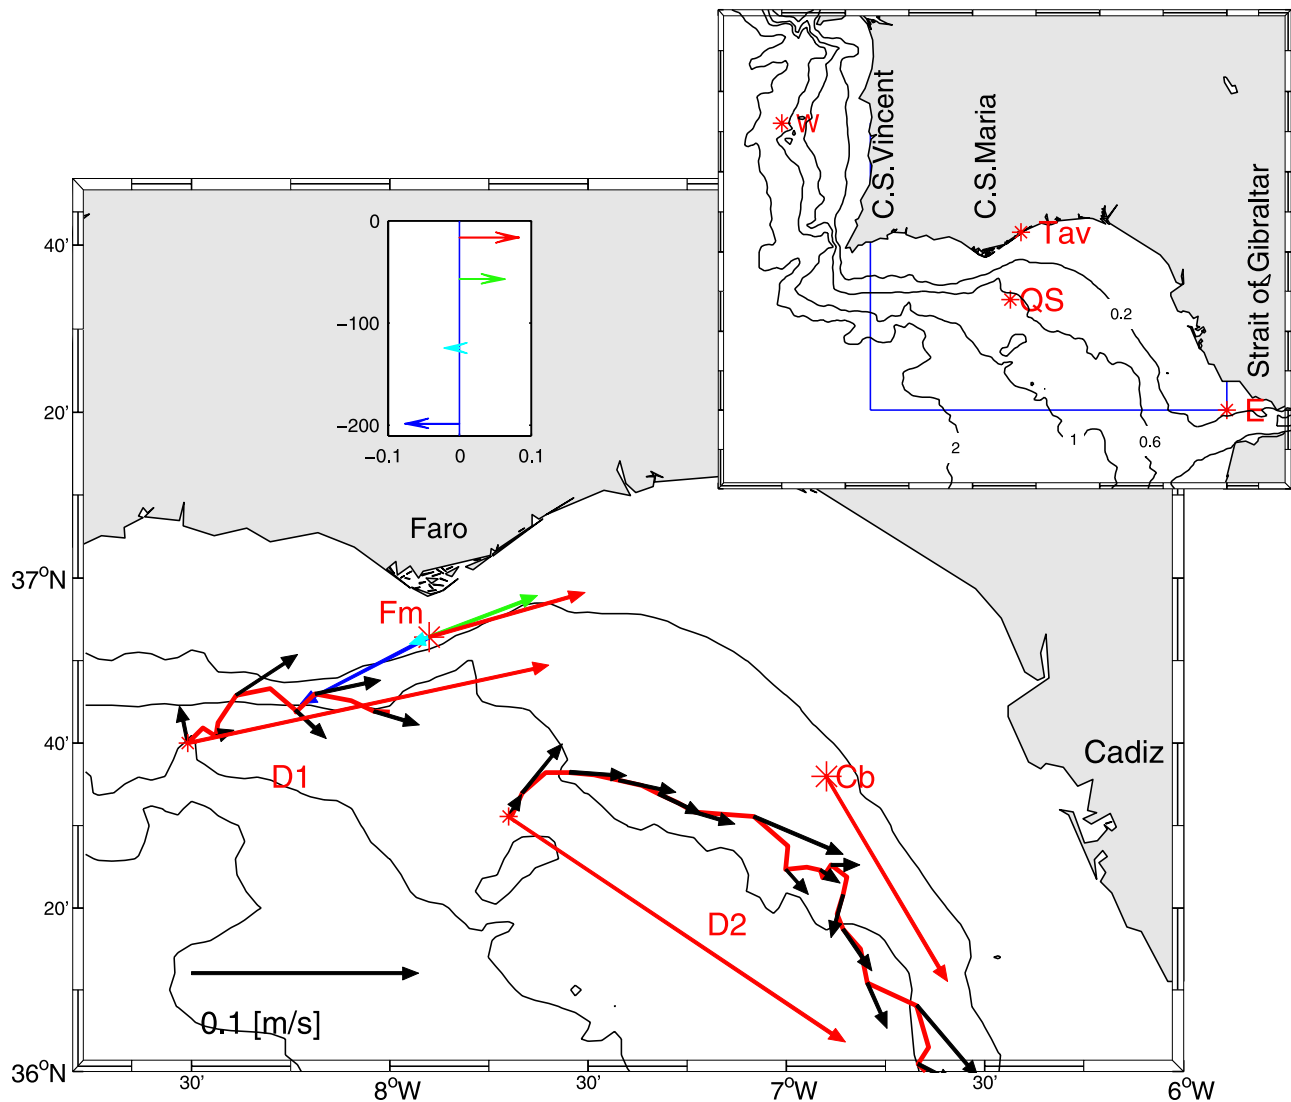 C.S.Vincent
C.S.Maria
Strait of Gibraltar
W
Tav
QS
E
0.2
0.6
1
2
0
−100
−200
−0.1 0 0.1
40'
20'
37°N
40'
20'
36°N
Faro
Fm
D1
D2
Cb
Cadiz
0.1 [m/s]
30' 8°W 30' 7°W 30' 6°W